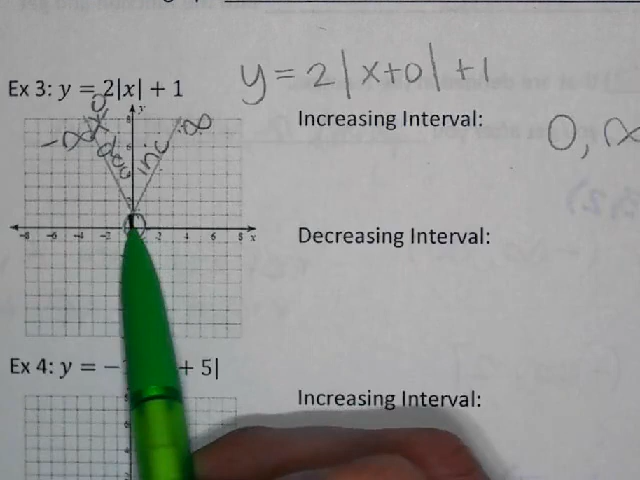 y = 2|x+0| +1
Ex 3: y = 2|x| + 1
Increasing Interval:
0, ∞
-∞ dec inc ∞
-8 -6 -4 -2 2 4 6 8 x
y
Decreasing Interval:
Ex 4: y = - + 5|
Increasing Interval: